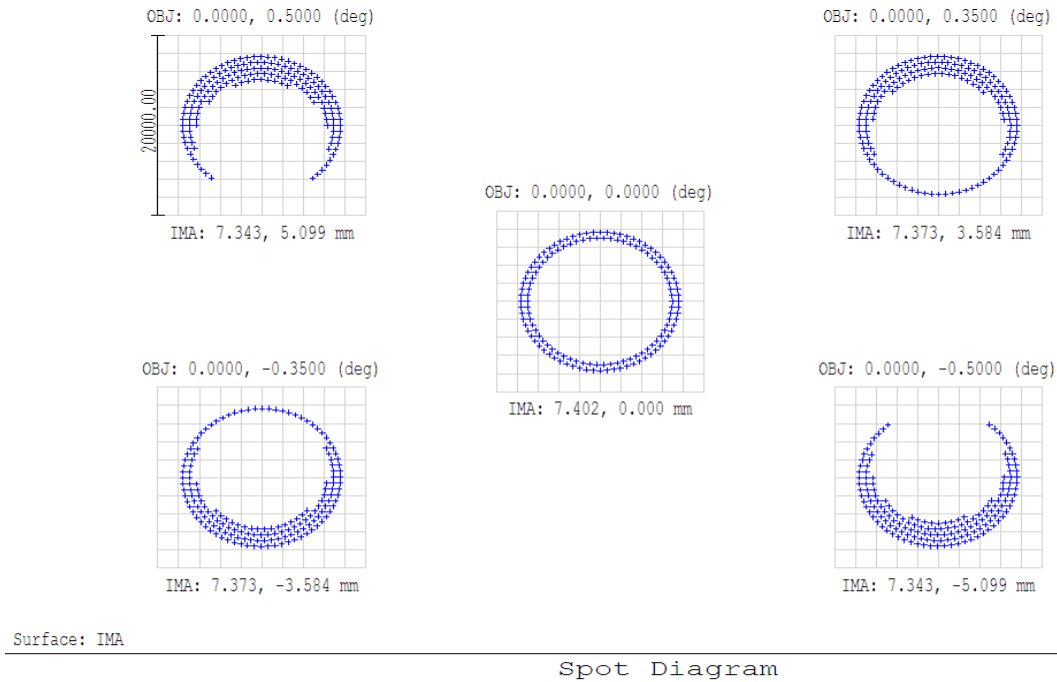 OBJ: 0.0000, 0.5000 (deg)
OBJ: 0.0000, 0.3500 (deg)
20000.00
IMA: 7.343, 5.099 mm
IMA: 7.373, 3.584 mm
OBJ: 0.0000, 0.0000 (deg)
IMA: 7.402, 0.000 mm
OBJ: 0.0000, -0.3500 (deg)
OBJ: 0.0000, -0.5000 (deg)
IMA: 7.373, -3.584 mm
IMA: 7.343, -5.099 mm
Surface: IMA
Spot Diagram